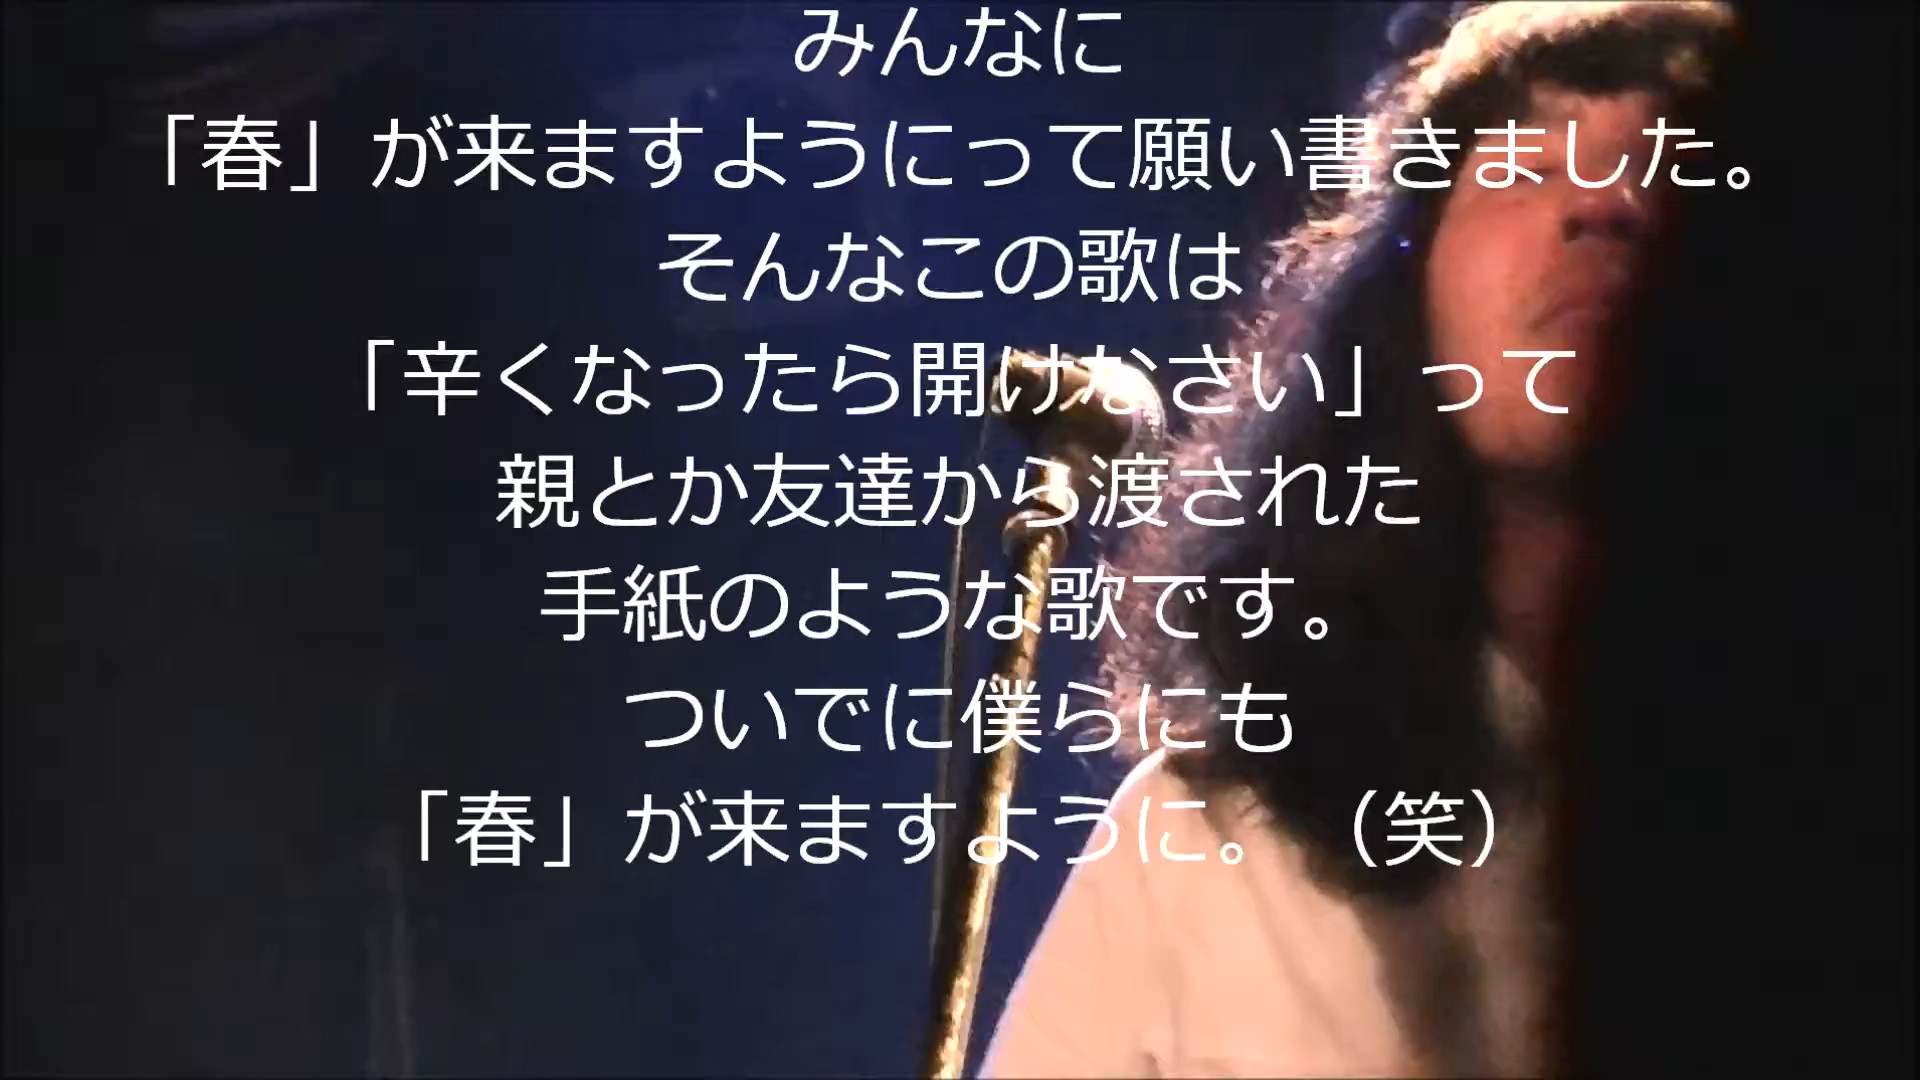 みんなに
「春」が来ますようにって願い書きました。
そんなこの歌は
「辛くなったら開けなさい」って
親とか友達から渡された
手紙のような歌です。
ついでに僕らにも
「春」が来ますように。（笑）